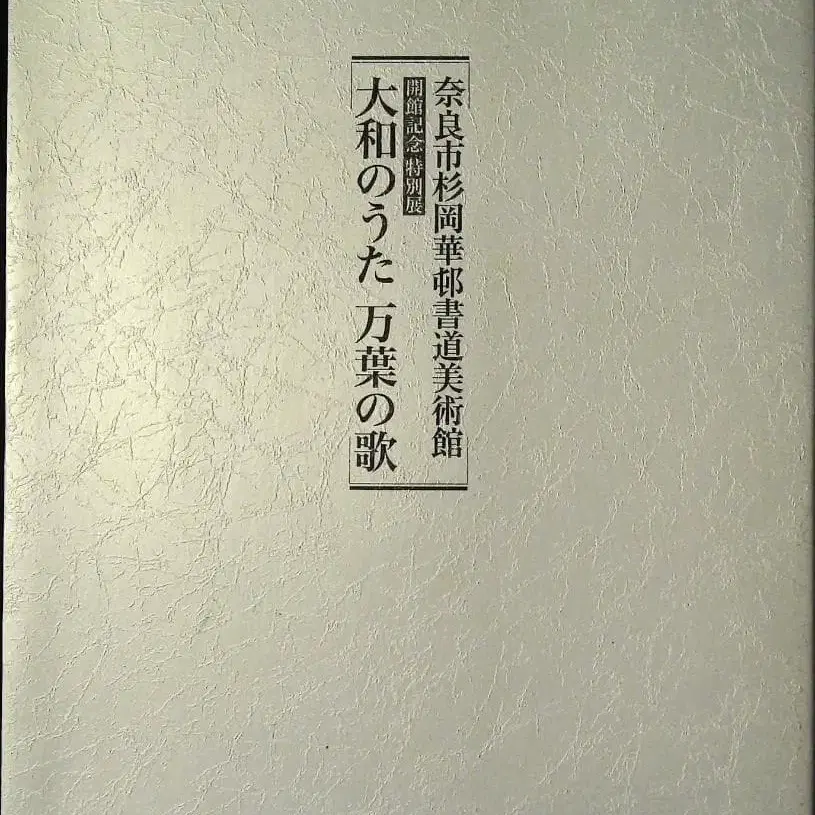 奈良市杉岡華邨書道美術館
開館記念 特別展
大和のうた 万葉の歌